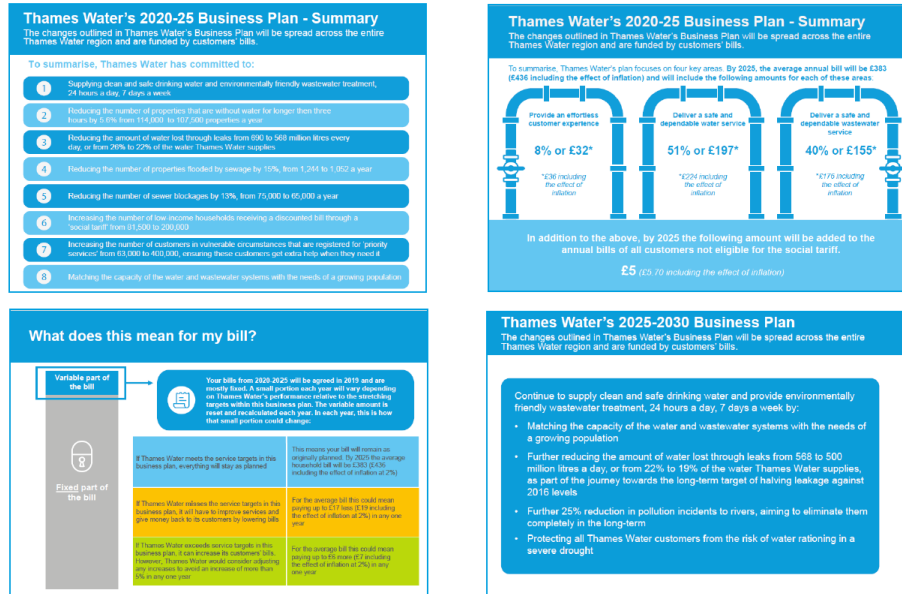 Thames Water's 2020-25 Business Plan - Summary
The changes outlined in Thames Water's Business Plan will be spread across the entire
Thames Water region and are funded by customers' bills.
To summarise, Thames Water has committed to:
1 Supplying clean and safe drinking water and environmentally friendly wastewater treatment,
24 hours a day, 7 days a week
2 Reducing the number of properties that are without water for longer then three
hours by 5.6% from 114,000 to 107,500 properties a year
3 Reducing the amount of water lost through leaks from 690 to 568 million litres every
day, or from 26% to 22% of the water Thames Water supplies
4 Reducing the number of properties flooded by sewage by 15%, from 1,244 to 1,052 a year
5 Reducing the number of sewer blockages by 13%, from 75,000 to 65,000 a year
6 Increasing the number of low income households receiving a discounted bill through a
'social tariff' from 81,500 to 200,000
7 Increasing the number of customers in vulnerable circumstances that are registered for 'priority
services' from 63,000 to 400,000, ensuring these customers get extra help when they need it
8 Matching the capacity of the water and wastewater systems with the needs of a growing population
Thames Water's 2020-25 Business Plan - Summary
The changes outlined in Thames Water's Business Plan will be spread across the entire
Thames Water region and are funded by customers' bills.
To summarise, Thames Water's plan focuses on four key areas. By 2025, the average annual bill will be £383
(£436 including the effect of inflation) and will include the following amounts for each of these areas:
Provide an effortless
customer experience
8% or £32*
*£36 including
the effect of
inflation
Deliver a safe and
dependable water service
51% or £197*
*£224 including
the effect of
inflation
Deliver a safe and
dependable wastewater
service
40% or £155*
*£176 including
the effect of
inflation
In addition to the above, by 2025 the following amount will be added to the
annual bills of all customers not eligible for the social tariff.
£5 (£5.70 including the effect of inflation)
What does this mean for my bill?
Variable part of
the bill
Fixed part of
the bill
Your bills from 2020-2025 will be agreed in 2019 and are
mostly fixed. A small portion each year will vary depending
on Thames Water's performance relative to the stretching
targets within this business plan. The variable amount is
reset and recalculated each year. In each year, this is how
that small portion could change:
If Thames Water meets the service targets in this
business plan, everything will stay as planned
This means your bill will remain as
originally planned. By 2025 the average
household bill will be £383 (£436
including the effect of inflation at 2%)
If Thames Water misses the service targets in this
business plan, it will have to improve services and
give money back to its customers by lowering bills
For the average bill this could mean
paying up to £17 less (£19 including
the effect of inflation at 2%) in any one
year
If Thames Water exceeds service targets in this
business plan, it can increase its customers' bills.
However, Thames Water would consider adjusting
any increases to avoid an increase of more than
5% in any one year
For the average bill this could mean
paying up to £6 more (£7 including
the effect of inflation at 2%) in any
one year
Thames Water's 2025-2030 Business Plan
The changes outlined in Thames Water's Business Plan will be spread across the entire
Thames Water region and are funded by customers' bills.
Continue to supply clean and safe drinking water and provide environmentally
friendly wastewater treatment, 24 hours a day, 7 days a week by:
• Matching the capacity of the water and wastewater systems with the needs of
a growing population
• Further reducing the amount of water lost through leaks from 568 to 500
million litres a day, or from 22% to 19% of the water Thames Water supplies,
as part of the journey towards the long-term target of halving leakage against
2016 levels
• Further 25% reduction in pollution incidents to rivers, aiming to eliminate them
completely in the long-term
• Protecting all Thames Water customers from the risk of water rationing in a
severe drought